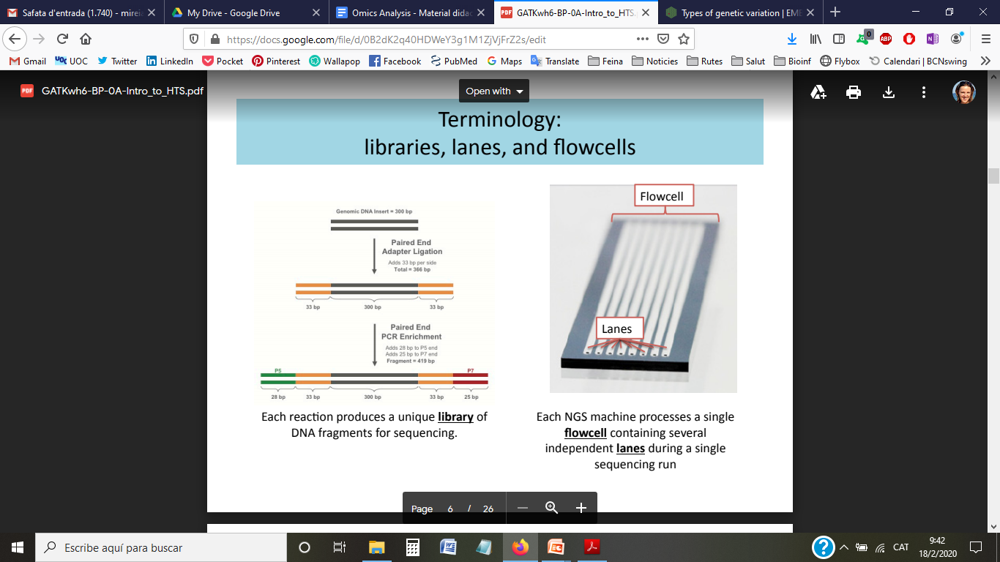 Safata d'entrada (1.740) - mirei
My Drive - Google Drive
Omics Analysis - Material didac
GATKwh6-BP-0A-Intro_to_HTS.p
Types of genetic variation | EME
https://docs.google.com/file/d/0B2dK2q40HDWeY3g1M1ZjVjFrZ2s/edit
0
ABP
N
Gmail
UOC
Twitter
LinkedIn
Pocket
Pinterest
Wallapop
Facebook
PubMed
Maps
Translate
Feina
Noticies
Rutes
Salut
Bioinf
Flybox
Calendari | BCNswing
PDF
GATKwh6-BP-0A-Intro_to_HTS.pdf
Open with
Terminology:
libraries, lanes, and flowcells
Genomic DNA Insert = 300 bp
Paired End
Adapter Ligation
Adds 33 bp per side
Total = 366 bp
33 bp
300 bp
33 bp
Paired End
PCR Enrichment
Adds 28 bp to P5 end
Adds 25 bp to P7 end
Fragment = 419 bp
P5
P7
28 bp
33 bp
300 bp
33 bp
25 bp
Each reaction produces a unique library of
DNA fragments for sequencing.
Flowcell
Lanes
Each NGS machine processes a single
flowcell containing several
independent lanes during a single
sequencing run
Page 6 / 26
Escribe aquí para buscar
CAT
9:42
18/2/2020